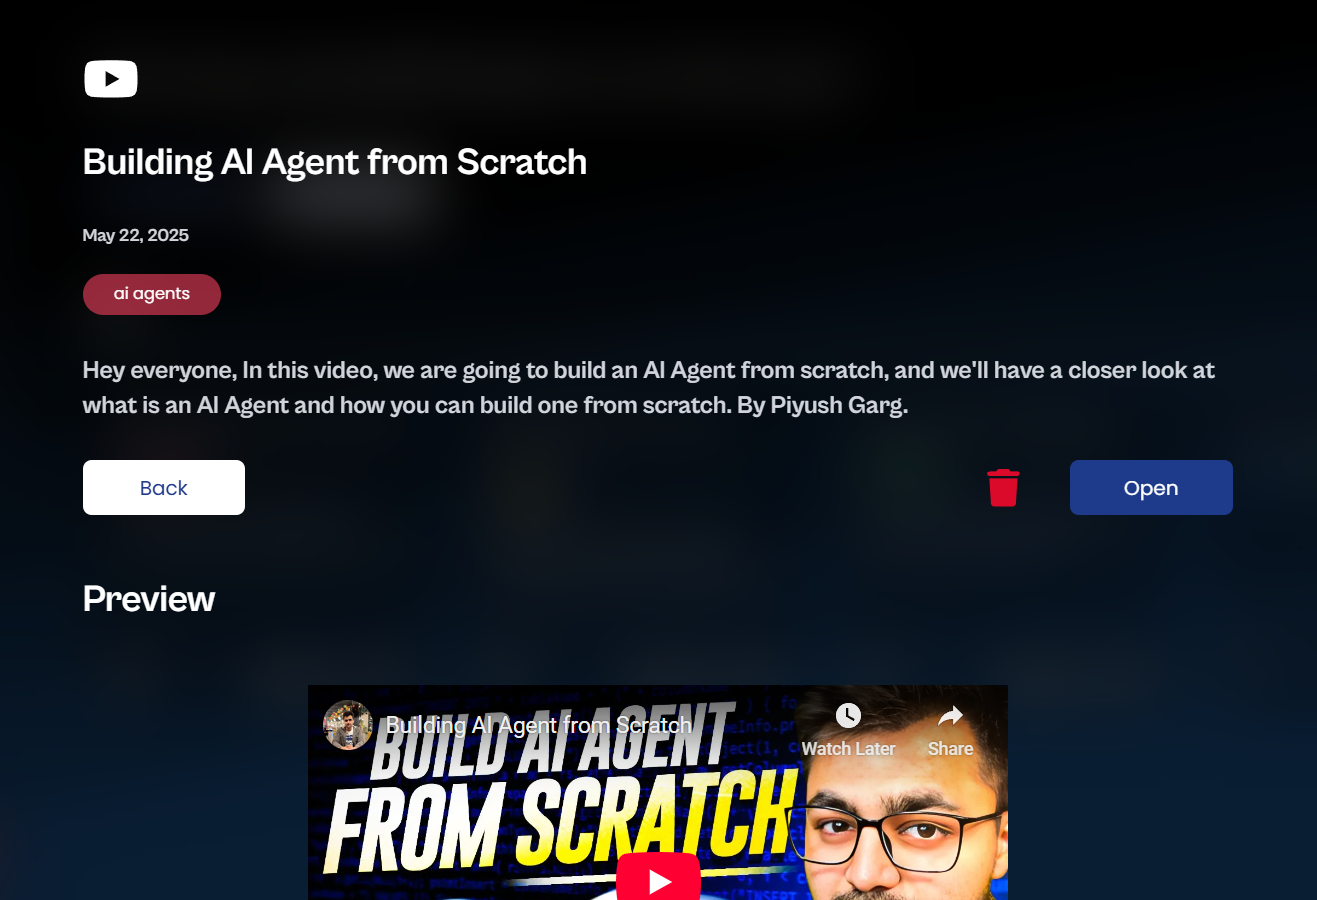 Building AI Agent from Scratch
May 22, 2025
ai agents
Hey everyone, In this video, we are going to build an AI Agent from scratch, and we'll have a closer look at
what is an AI Agent and how you can build one from scratch. By Piyush Garg.
Back
Open
Preview
Building AI Agent from Scratch
Watch Later
Share
BUILD AI AGENT
FROM SCRATCH